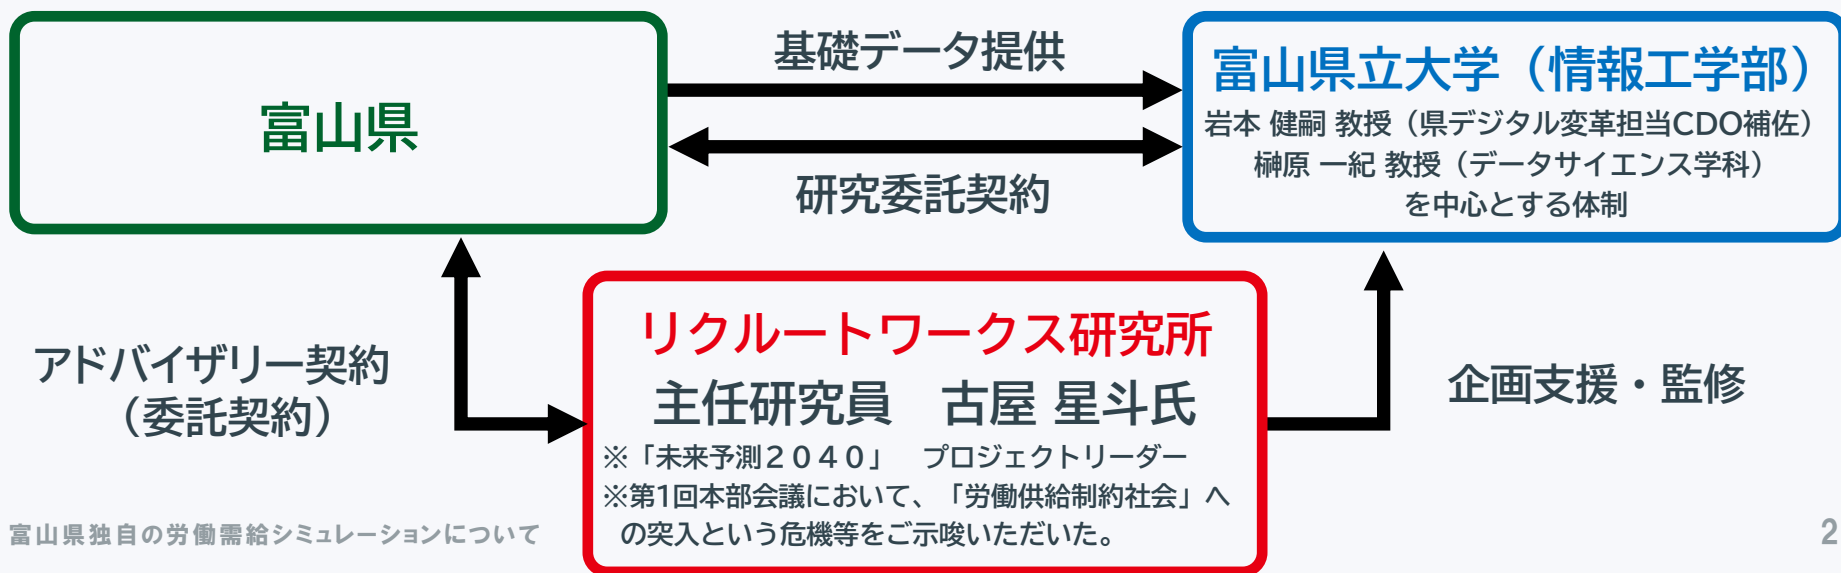 富山県
基礎データ提供
研究委託契約
富山県立大学（情報工学部）
岩本 健嗣 教授（県デジタル変革担当CDO補佐）
榊原 一紀 教授（データサイエンス学科）
を中心とする体制
アドバイザリー契約
（委託契約）
リクルートワークス研究所
主任研究員　古屋 星斗氏
※「未来予測２０４０」　プロジェクトリーダー
※第1回本部会議において、「労働供給制約社会」へ
の突入という危機等をご示唆いただいた。
企画支援・監修
富山県独自の労働需給シミュレーションについて
2